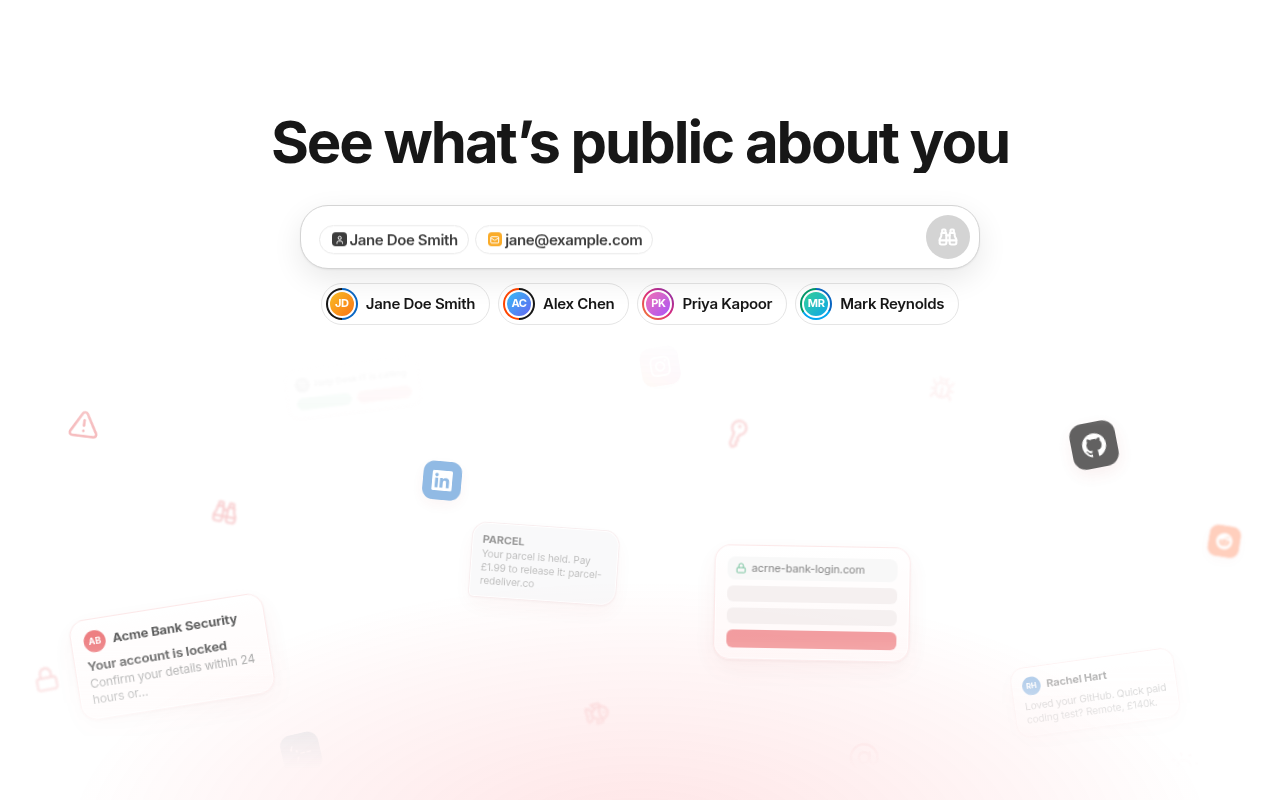 See what’s public about you
Jane Doe Smith
jane@example.com
JD
Jane Doe Smith
AC
Alex Chen
PK
Priya Kapoor
MR
Mark Reynolds
in
PARCEL
Your parcel is held. Pay
£1.99 to release it: parcel-
redeliver.co
acrne-bank-login.com
AB
Acme Bank Security
Your account is locked
Confirm your details within 24
hours or...
RH
Rachel Hart
Loved your GitHub. Quick paid
coding test? Remote, £140k.